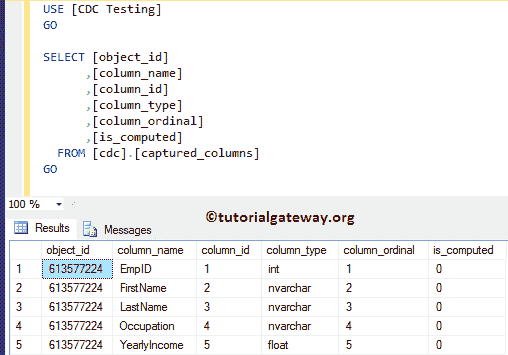 USE [CDC Testing]
GO
SELECT [object_id]
,[column_name]
,[column_id]
,[column_type]
,[column_ordinal]
,[is_computed]
FROM [cdc].[captured_columns]
GO
100 %
©tutorialgateway.org
Results Messages
object_id column_name column_id column_type column_ordinal is_computed
1 613577224 EmpID 1 int 1 0
2 613577224 FirstName 2 nvarchar 2 0
3 613577224 LastName 3 nvarchar 3 0
4 613577224 Occupation 4 nvarchar 4 0
5 613577224 YearlyIncome 5 float 5 0